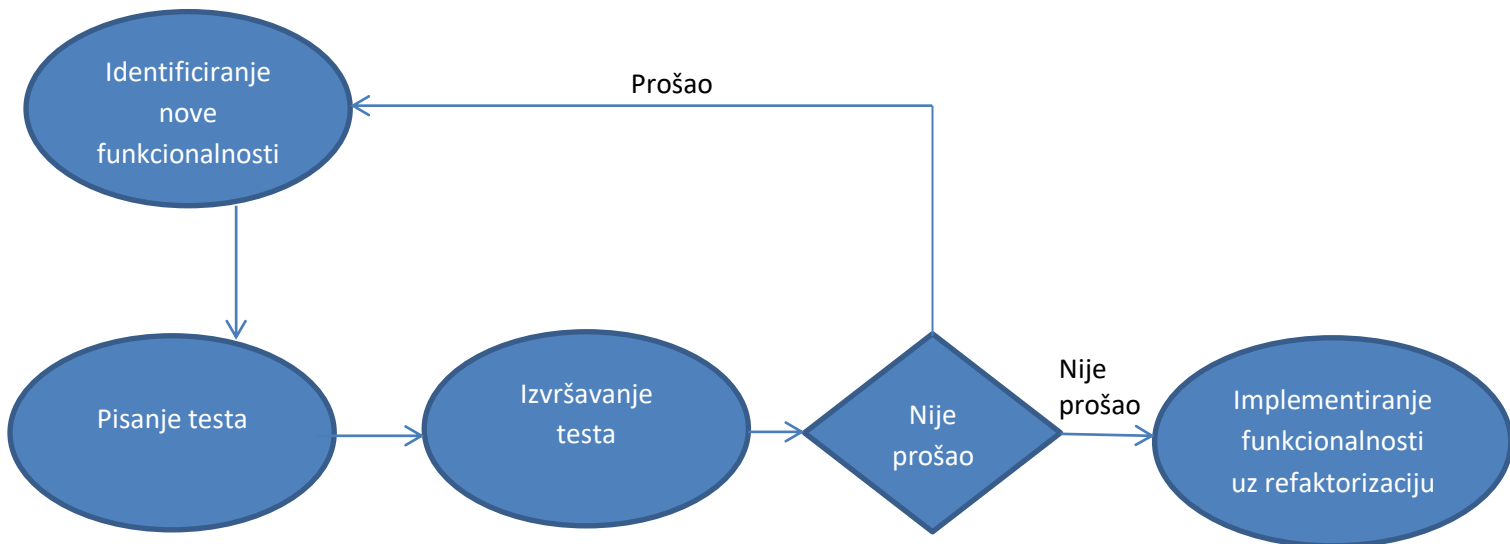 Identificiranje
nove
funkcionalnosti
Prošao
Pisanje testa
Izvršavanje
testa
Nije
prošao
Nije
prošao
Implementiranje
funkcionalnosti
uz refaktorizaciju